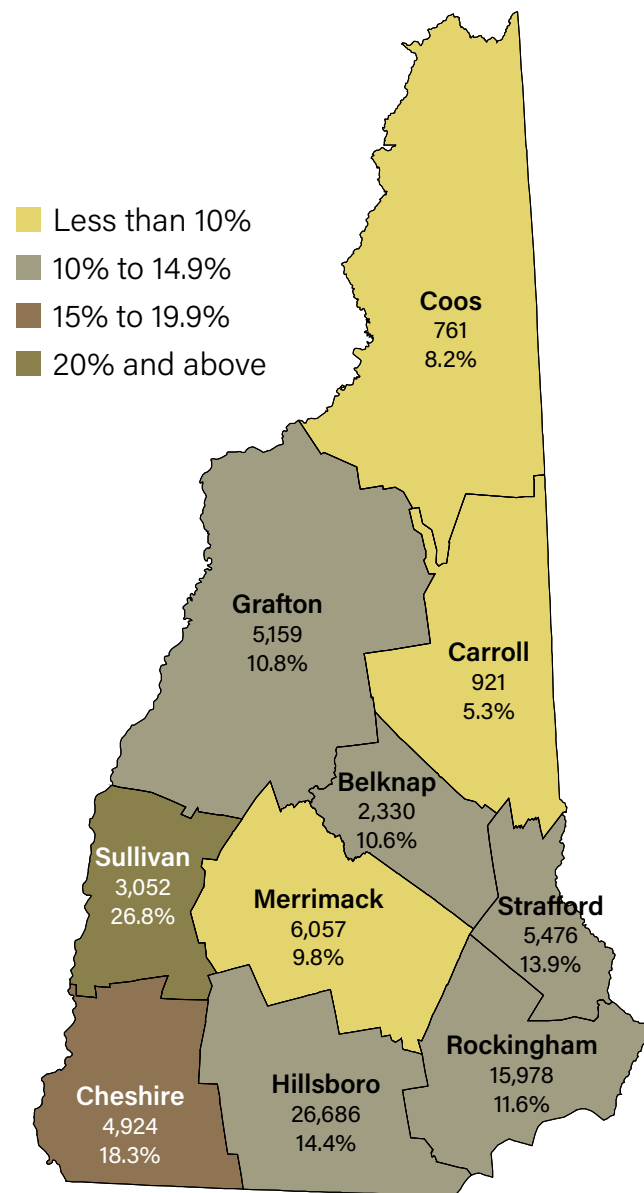 Less than 10%
10% to 14.9%
15% to 19.9%
20% and above
Coos
761
8.2%
Grafton
5,159
10.8%
Carroll
921
5.3%
Belknap
2,330
10.6%
Sullivan
3,052
26.8%
Merrimack
6,057
9.8%
Strafford
5,476
13.9%
Rockingham
15,978
11.6%
Hillsboro
26,686
14.4%
Cheshire
4,924
18.3%